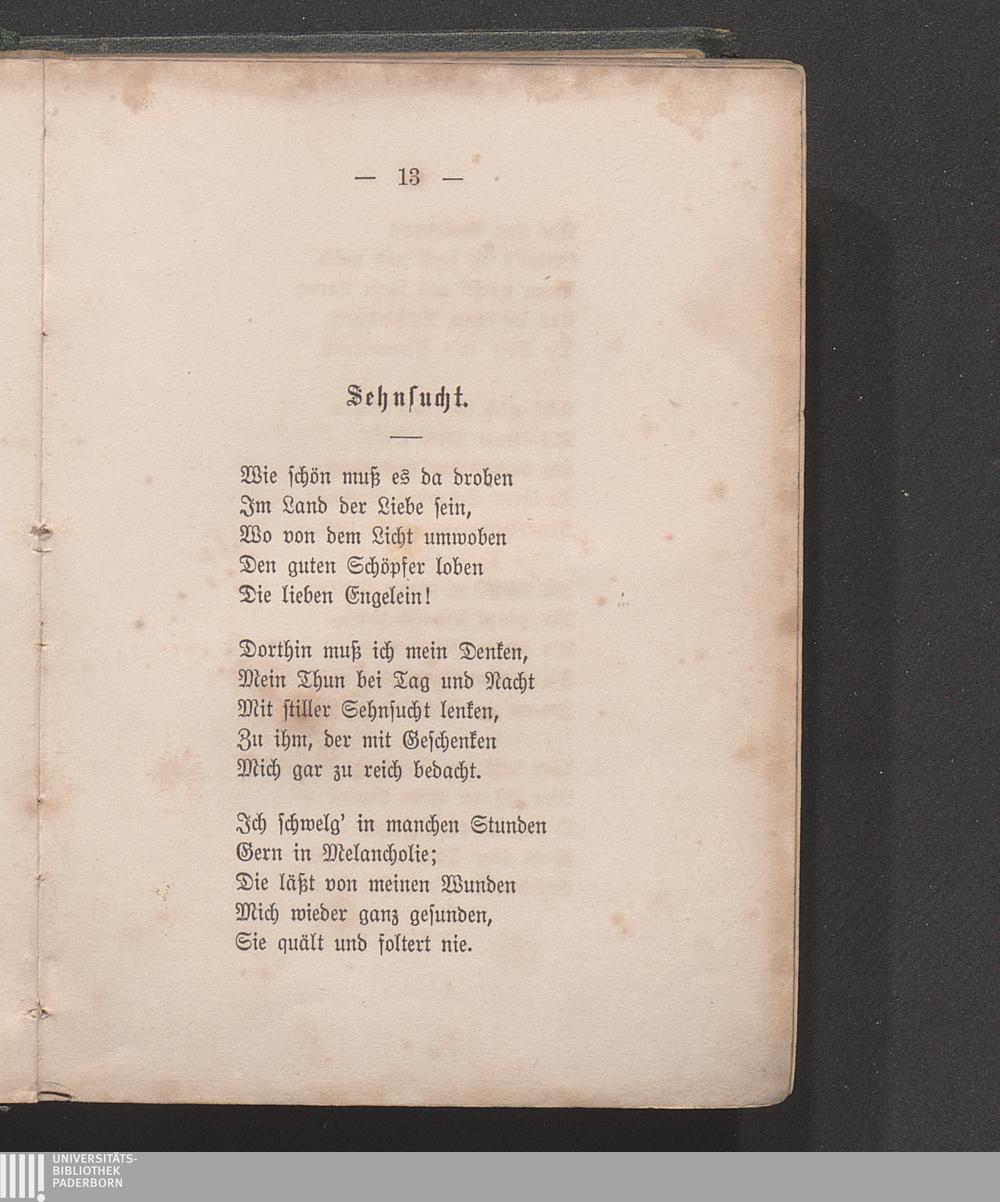 — 13 —
Sehnſucht.
Wie ſchön muß es da droben
Im Land der Liebe ſein,
Wo von dem Licht umwoben
Den guten Schöpfer loben
Die lieben Engelein!
Dorthin muß ich mein Denken,
Mein Thun bei Tag und Nacht
Mit ſtiller Sehnſucht lenken,
Zu ihm, der mit Geſchenken
Mich gar zu reich bedacht.
Ich ſchwelg’ in manchen Stunden
Gern in Melancholie;
Die läßt von meinen Wunden
Mich wieder ganz geſunden,
Sie quält und foltert nie.
UNIVERSITÄTS-
BIBLIOTHEK
PADERBORN